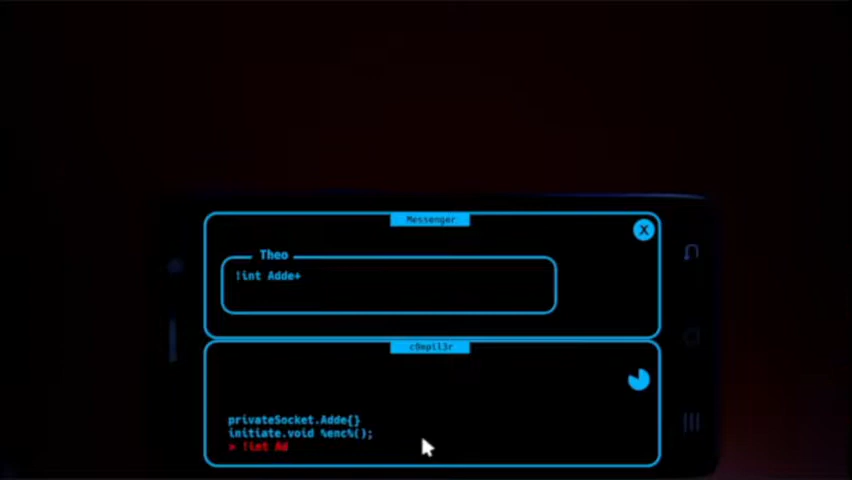 Messenger
X
Theo
!int Adde+
c0mpil3r
privateSocket.Adde{}
initiate.void %enc%();
> !int Ad